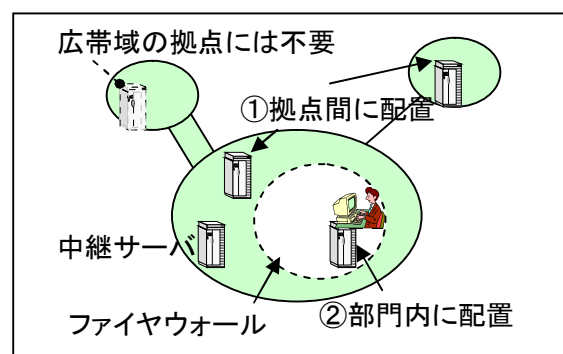 広帯域の拠点には不要
①拠点間に配置
中継サーバ
ファイヤウォール
②部門内に配置